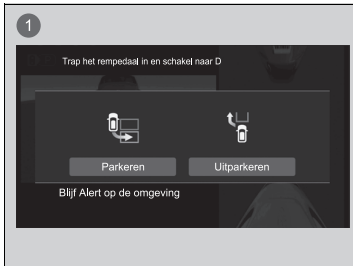 1
Trap het rempedaal in en schakel naar D
Parkeren
Uitparkeren
Blijf Alert op de omgeving